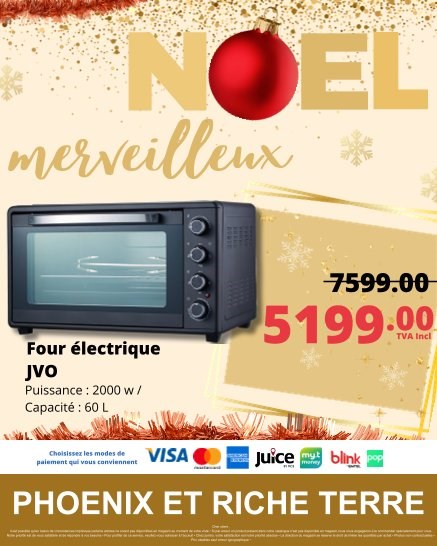 NOEL
merveilleux
7599.00
5199.00
TVA Incl
Four électrique
JVO
Puissance : 2000 w /
Capacité : 60 L
Choisissez les modes de
paiement qui vous conviennent
VISA mastercard AMERICAN EXPRESS juice my.t money blink pop
PHOENIX ET RICHE TERRE